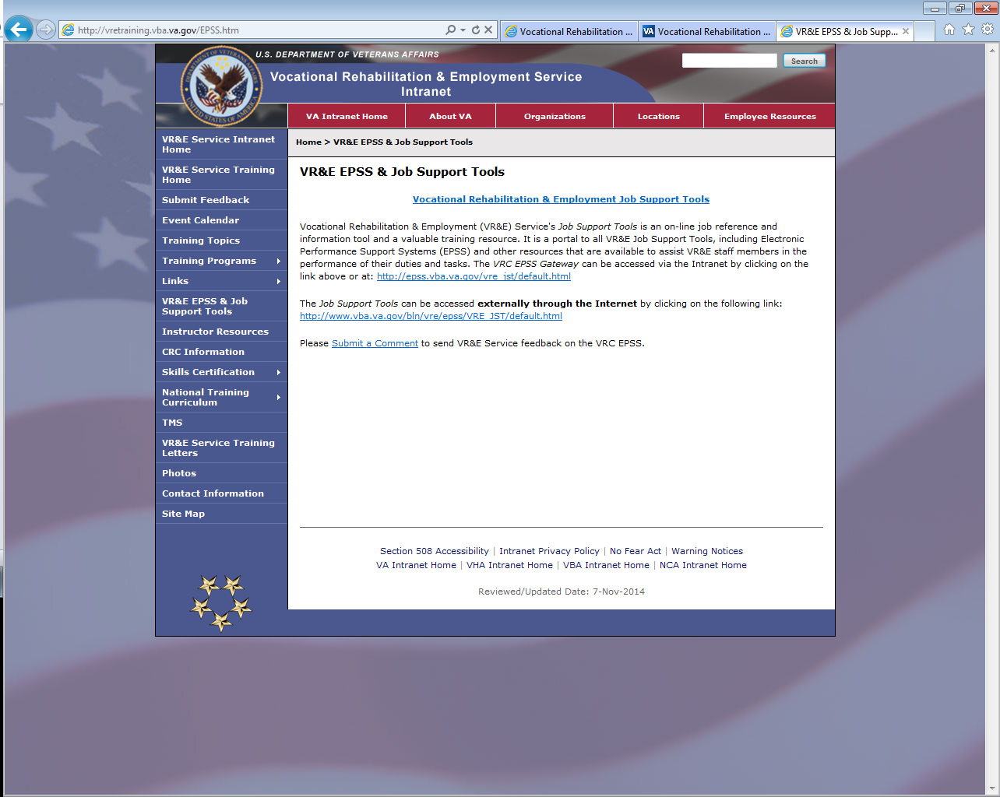 http://vretraining.vba.va.gov/EPSS.htm
Vocational Rehabilitation ...
VA Vocational Rehabilitation ...
VR&E EPSS & Job Supp...
U.S. DEPARTMENT OF VETERANS AFFAIRS
Search
Vocational Rehabilitation & Employment Service
Intranet
DEPARTMENT OF VETERANS AFFAIRS
UNITED STATES OF AMERICA
VA Intranet Home
About VA
Organizations
Locations
Employee Resources
VR&E Service Intranet
Home
VR&E Service Training
Home
Submit Feedback
Event Calendar
Training Topics
Training Programs
Links
VR&E EPSS & Job
Support Tools
Instructor Resources
CRC Information
Skills Certification
National Training
Curriculum
TMS
VR&E Service Training
Letters
Photos
Contact Information
Site Map
Home > VR&E EPSS & Job Support Tools
VR&E EPSS & Job Support Tools
Vocational Rehabilitation & Employment Job Support Tools
Vocational Rehabilitation & Employment (VR&E) Service's Job Support Tools is an on-line job reference and
information tool and a valuable training resource. It is a portal to all VR&E Job Support Tools, including Electronic
Performance Support Systems (EPSS) and other resources that are available to assist VR&E staff members in the
performance of their duties and tasks. The VRC EPSS Gateway can be accessed via the Intranet by clicking on the
link above or at: http://epss.vba.va.gov/vre_jst/default.html
The Job Support Tools can be accessed externally through the Internet by clicking on the following link:
http://www.vba.va.gov/bln/vre/epss/VRE_JST/default.html
Please Submit a Comment to send VR&E Service feedback on the VRC EPSS.
Section 508 Accessibility | Intranet Privacy Policy | No Fear Act | Warning Notices
VA Intranet Home | VHA Intranet Home | VBA Intranet Home | NCA Intranet Home
Reviewed/Updated Date: 7-Nov-2014